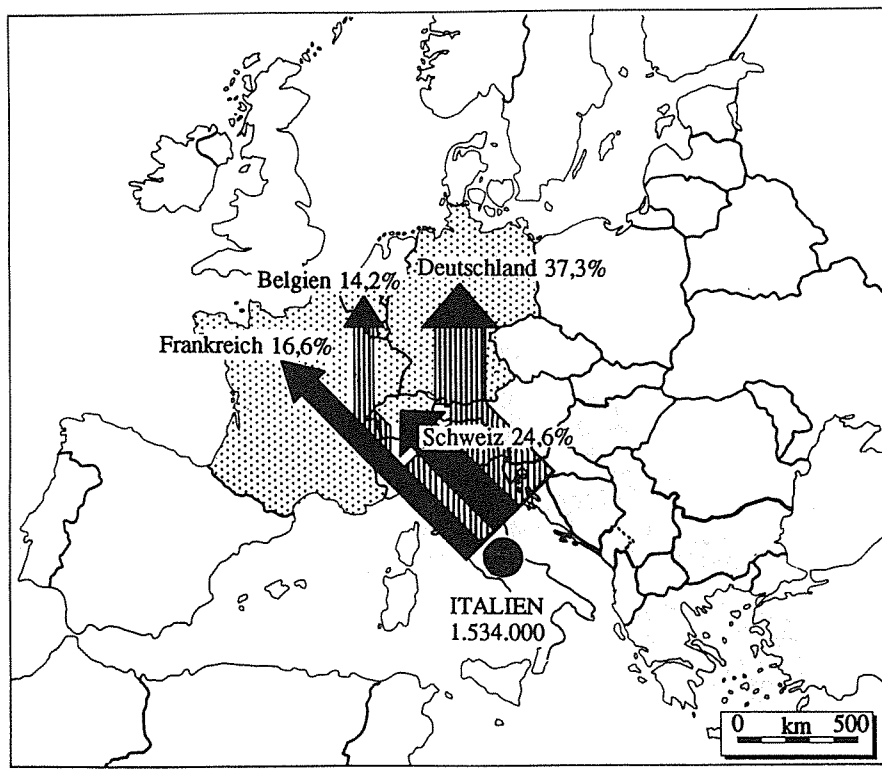 Deutschland 37,3%
Belgien 14,2%
Frankreich 16,6%
Schweiz 24,6%
ITALIEN
1.534.000
0 km 500